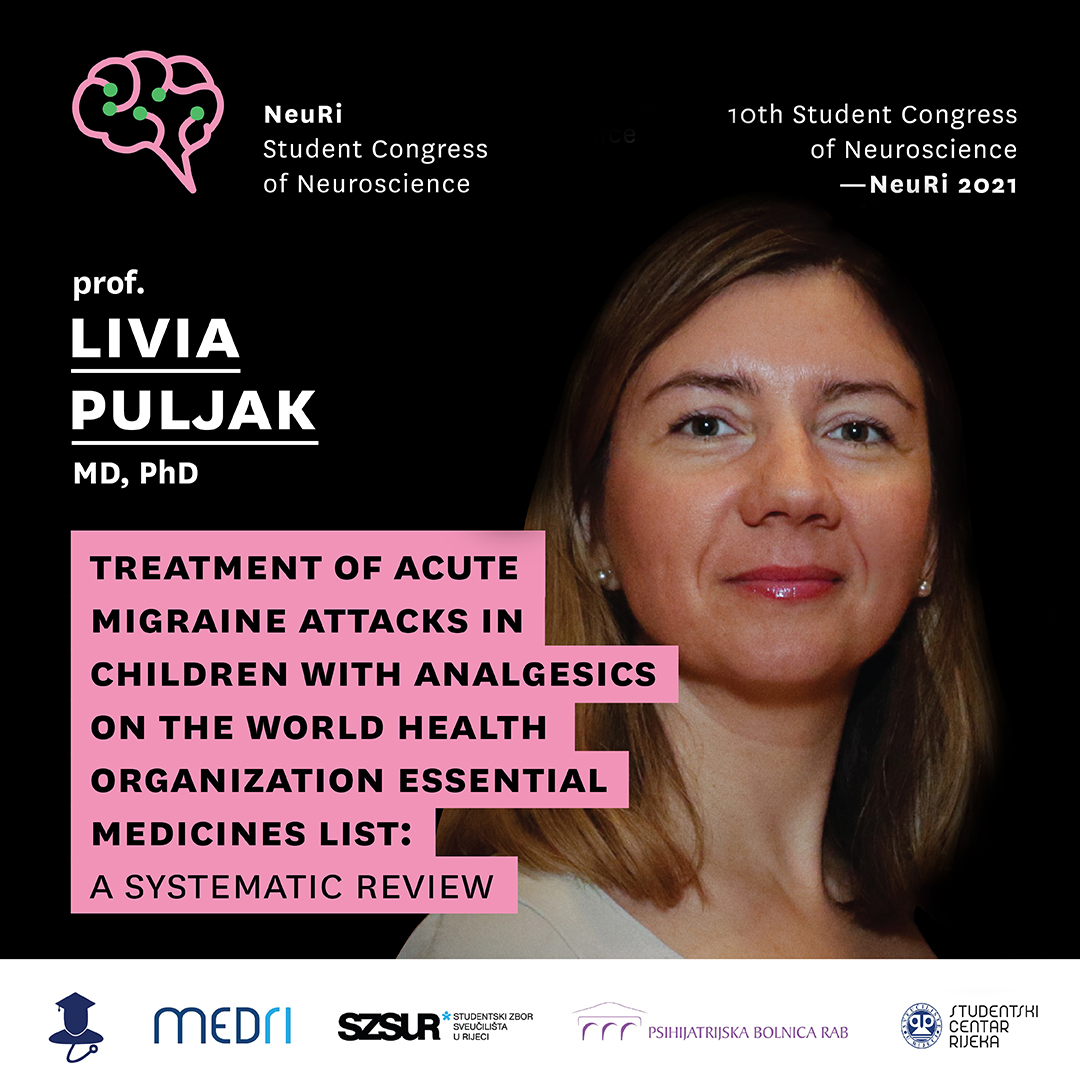 NeuRi
Student Congress
of Neuroscience
10th Student Congress
of Neuroscience
—NeuRi 2021
prof.
LIVIA
PULJAK
MD, PhD
TREATMENT OF ACUTE
MIGRAINE ATTACKS IN
CHILDREN WITH ANALGESICS
ON THE WORLD HEALTH
ORGANIZATION ESSENTIAL
MEDICINES LIST:
A SYSTEMATIC REVIEW
MEDRI
SZSUR*
STUDENTSKI ZBOR
SVEUČILIŠTA
U RIJECI
PSIHIJATRIJSKA BOLNICA RAB
STUDENTSKI
CENTAR
RIJEKA